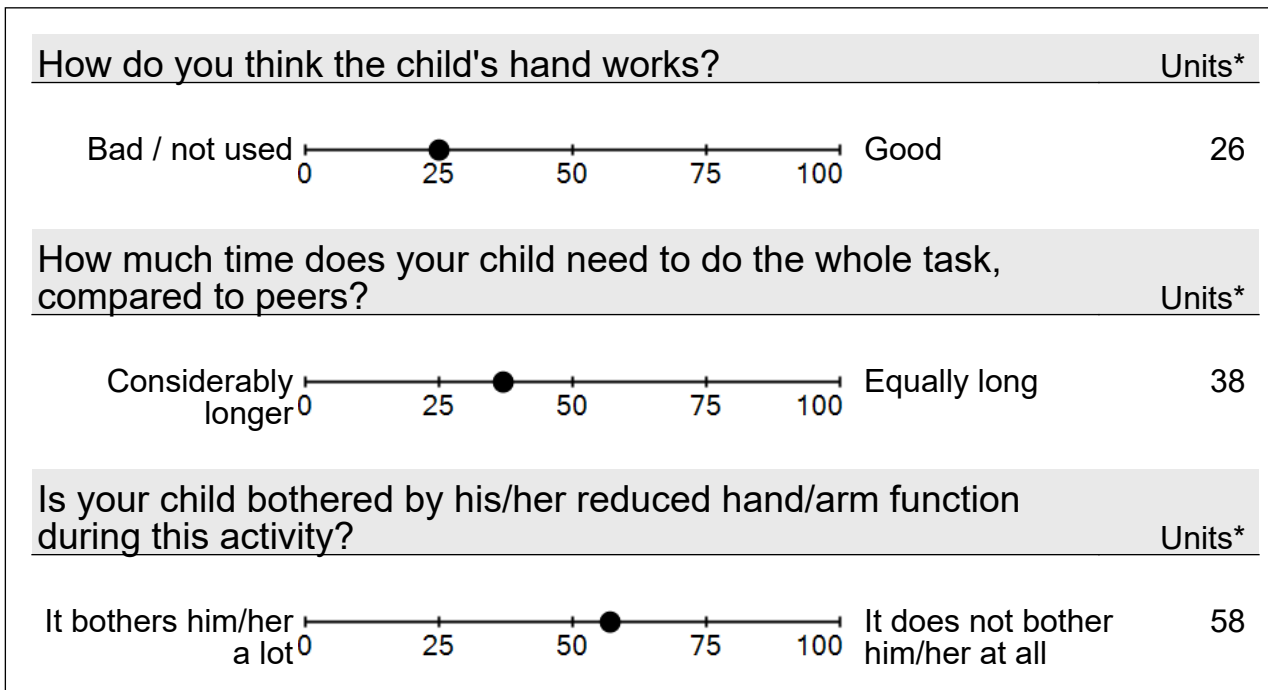 How do you think the child's hand works? Units*
Bad / not used Good 26
0 25 50 75 100
How much time does your child need to do the whole task,
compared to peers? Units*
Considerably Equally long 38
longer 0 25 50 75 100
Is your child bothered by his/her reduced hand/arm function
during this activity? Units*
It bothers him/her It does not bother 58
a lot 0 25 50 75 100 him/her at all